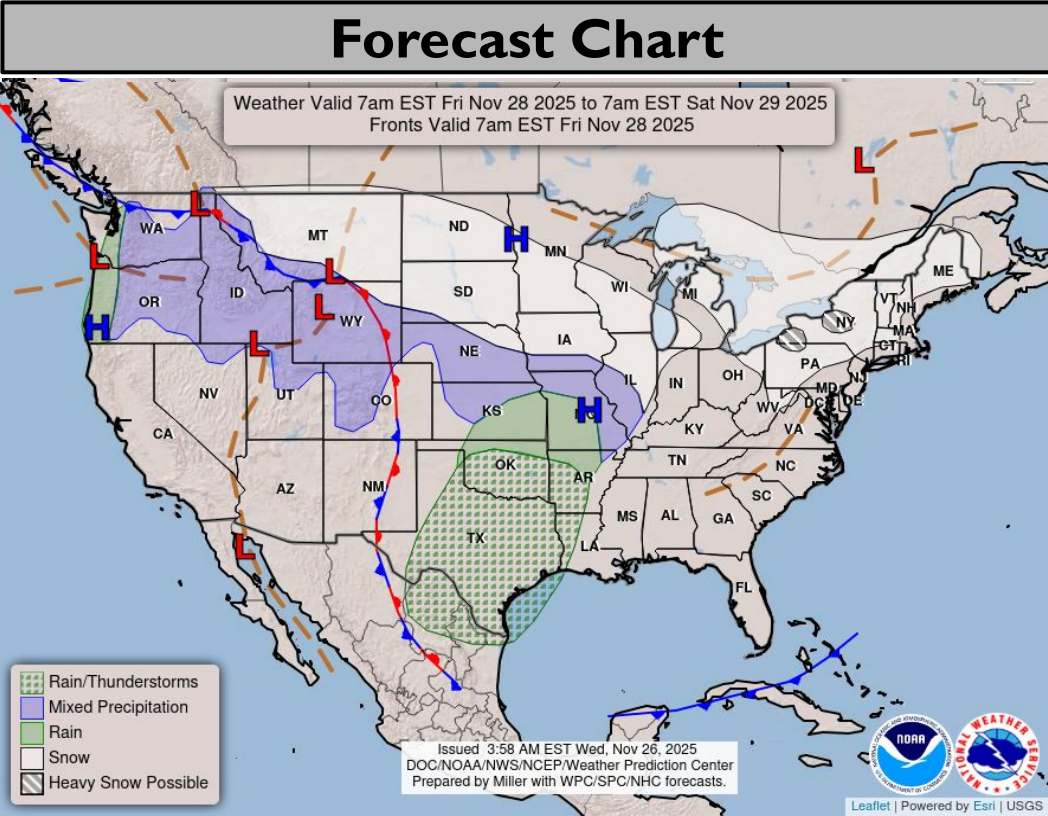 Forecast Chart
Weather Valid 7am EST Fri Nov 28 2025 to 7am EST Sat Nov 29 2025
Fronts Valid 7am EST Fri Nov 28 2025
L
L
WA
MT
ND
H
MN
ME
L
L
L
OR
ID
SD
WI
MI
VT
NH
H
WY
NY
MA
L
IA
CT
RI
NE
PA
NV
UT
CO
IL
IN
OH
NJ
MD
DC
DE
KS
H
WV
CA
KY
VA
OK
TN
NC
AZ
NM
AR
SC
MS
AL
GA
TX
L
LA
FL
Rain/Thunderstorms
Mixed Precipitation
Rain
Snow
Heavy Snow Possible
Issued 3:58 AM EST Wed, Nov 26, 2025
DOC/NOAA/NWS/NCEP/Weather Prediction Center
Prepared by Miller with WPC/SPC/NHC forecasts.
NOAA
NATIONAL WEATHER SERVICE
Leaflet | Powered by Esri | USGS